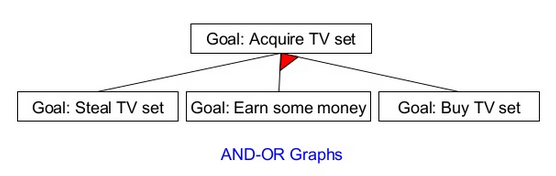 Goal: Acquire TV set
Goal: Steal TV set
Goal: Earn some money
Goal: Buy TV set
AND-OR Graphs